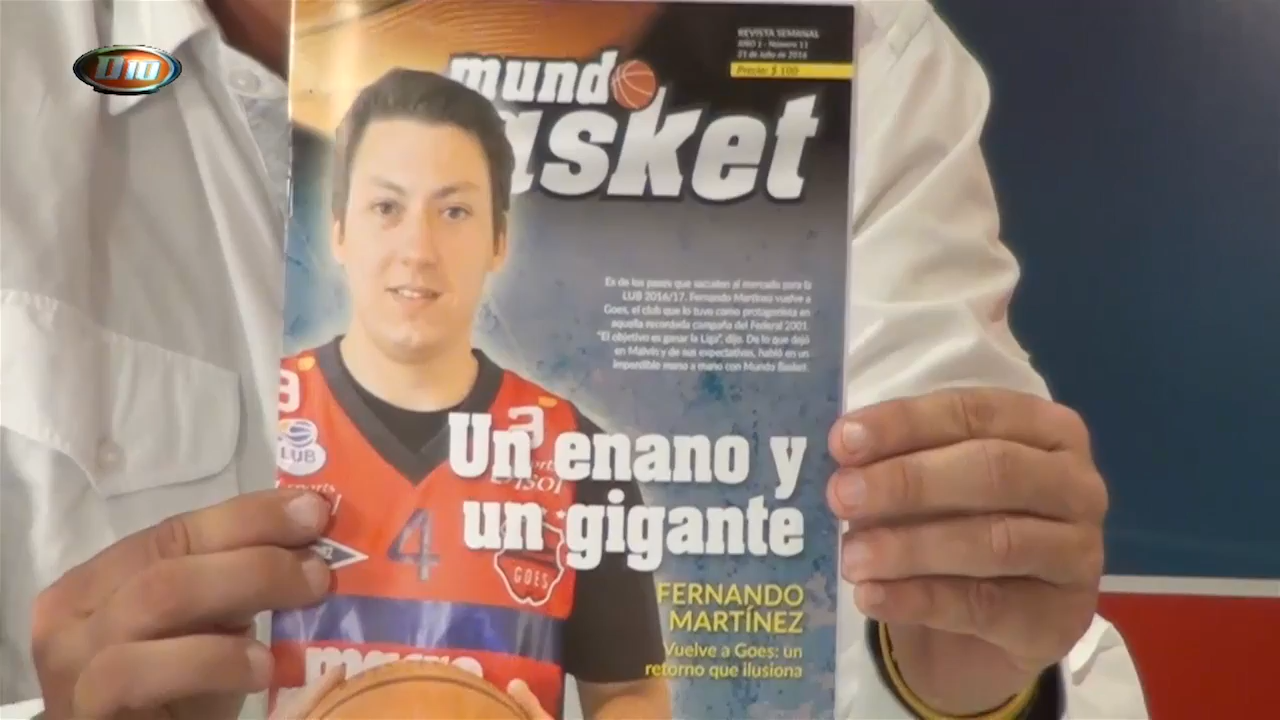 D10
REVISTA SEMANAL
AÑO 1 - Número 11
21 de Julio de 2016
Precio: $ 100
mundo
basket
Es de los pases que sacuden al mercado para la
LUB 2016/17. Fernando Martínez vuelve a
Goes, el club que lo tuvo como protagonista en
aquella recordada campaña del Federal 2001.
"El objetivo es ganar la Liga", dijo. De lo que dejó
en Malvín y de sus expectativas, habló en un
imperdible mano a mano con Mundo Basket.
a
a
LUB
Un enano y
un gigante
4
GOES
FERNANDO
MARTÍNEZ
Vuelve a Goes: un
retorno que ilusiona